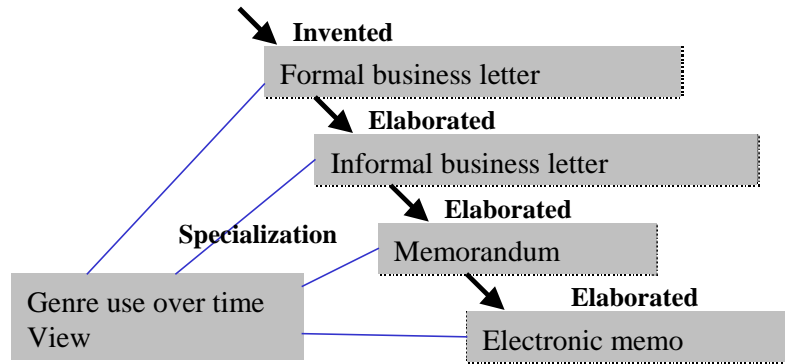 Invented
Formal business letter
Elaborated
Informal business letter
Elaborated
Specialization
Memorandum
Genre use over time
View
Elaborated
Electronic memo